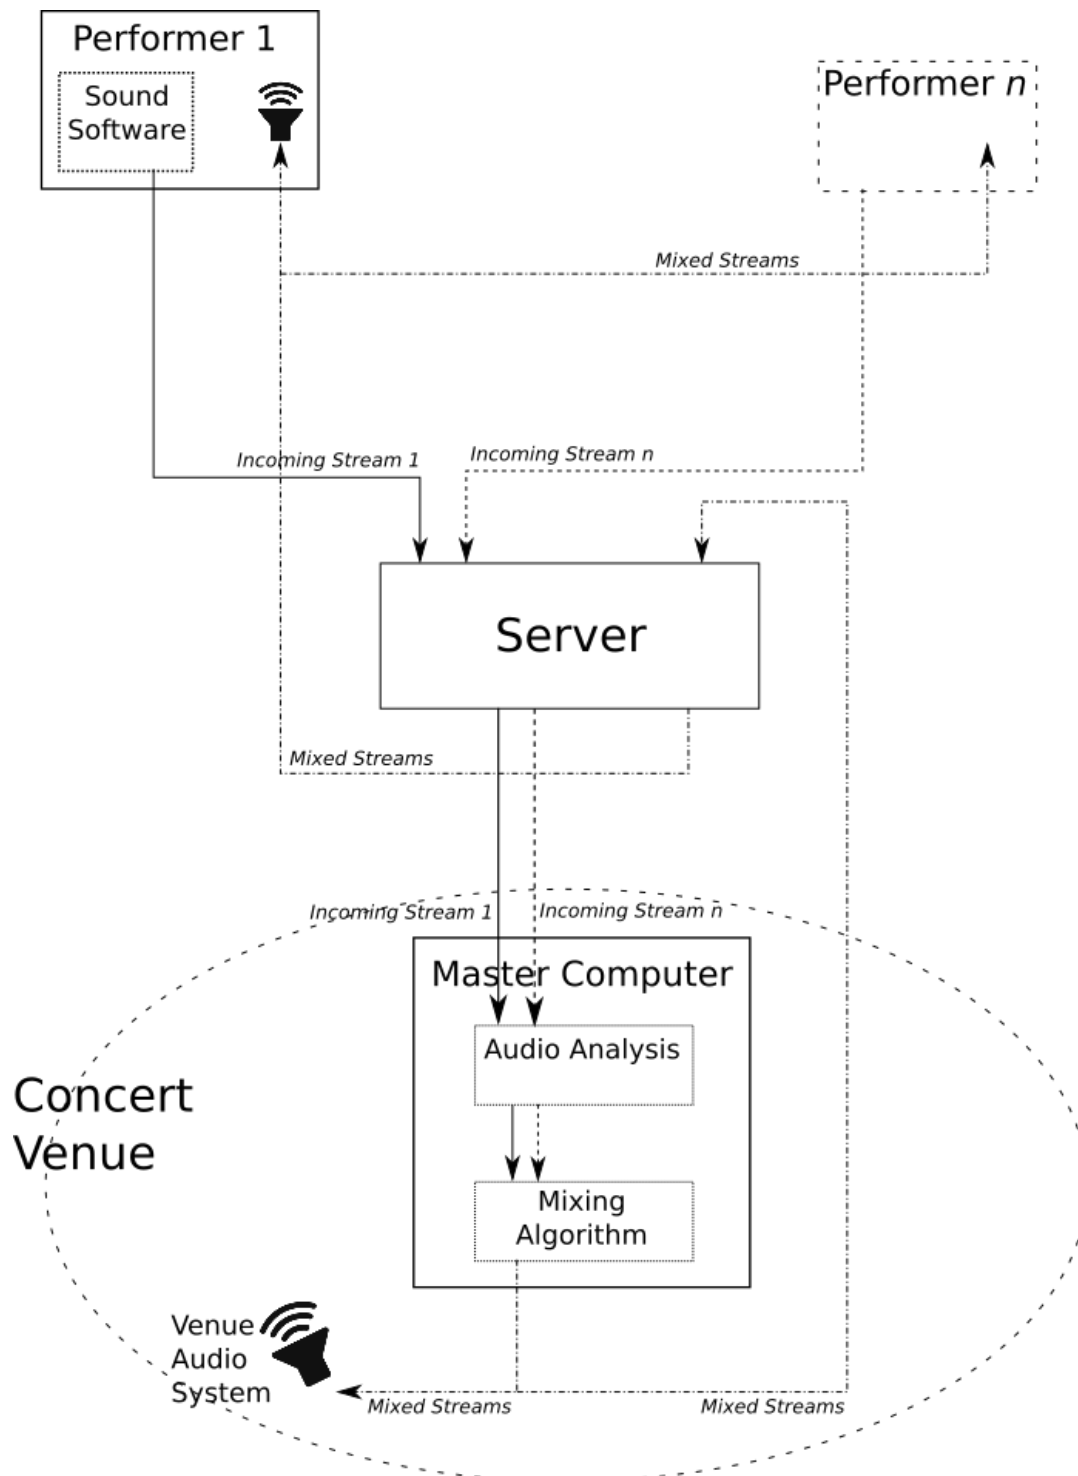 Performer 1
Sound
Software
Performer n
Mixed Streams
Incoming Stream 1
Incoming Stream n
Server
Mixed Streams
Incoming Stream 1
Incoming Stream n
Master Computer
Audio Analysis
Concert
Venue
Mixing
Algorithm
Venue
Audio
System
Mixed Streams
Mixed Streams